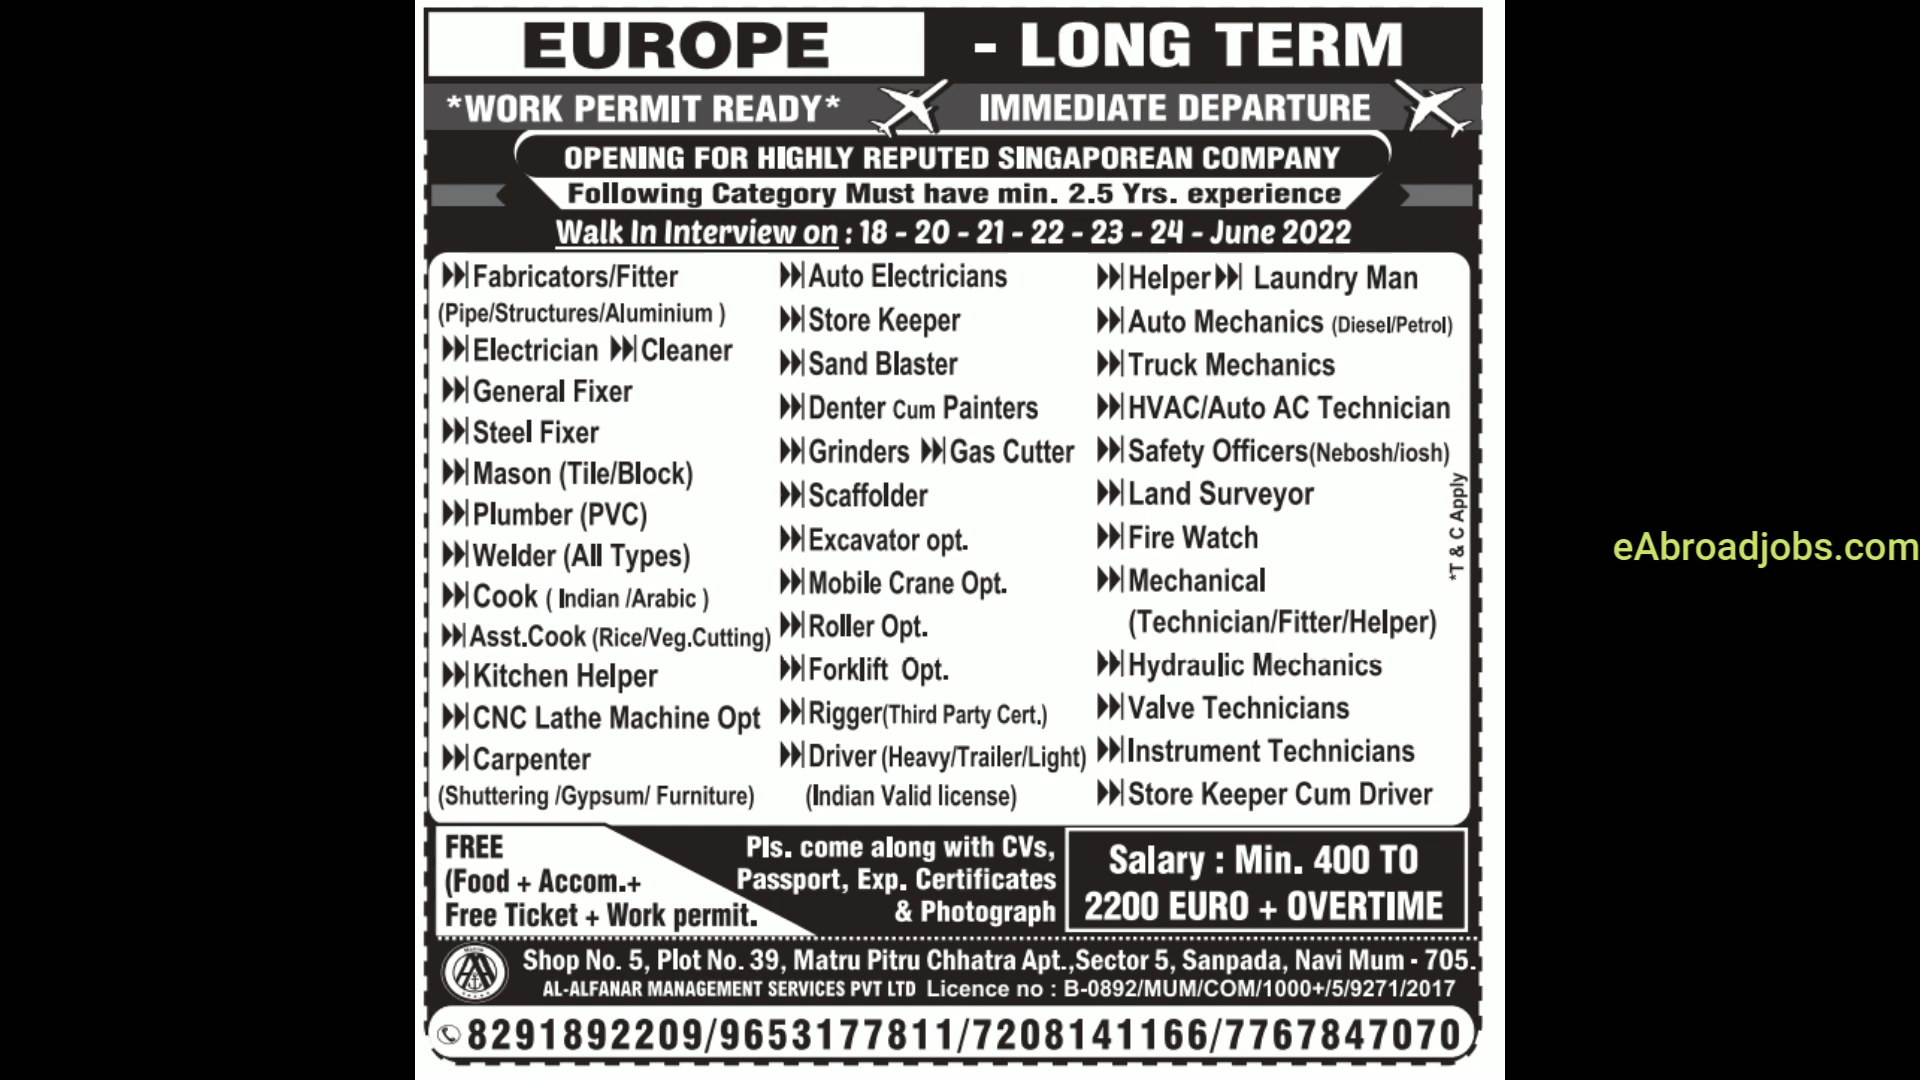 EUROPE - LONG TERM
*WORK PERMIT READY* IMMEDIATE DEPARTURE
OPENING FOR HIGHLY REPUTED SINGAPOREAN COMPANY
Following Category Must have min. 2.5 Yrs. experience
Walk In Interview on : 18 - 20 - 21 - 22 - 23 - 24 - June 2022
Fabricators/Fitter
(Pipe/Structures/Aluminium )
Electrician Cleaner
General Fixer
Steel Fixer
Mason (Tile/Block)
Plumber (PVC)
Welder (All Types)
Cook ( Indian /Arabic )
Asst.Cook (Rice/Veg.Cutting)
Kitchen Helper
CNC Lathe Machine Opt
Carpenter
(Shuttering /Gypsum/ Furniture)
Auto Electricians
Store Keeper
Sand Blaster
Denter Cum Painters
Grinders Gas Cutter
Scaffolder
Excavator opt.
Mobile Crane Opt.
Roller Opt.
Forklift Opt.
Rigger(Third Party Cert.)
Driver (Heavy/Trailer/Light)
(Indian Valid license)
Helper Laundry Man
Auto Mechanics (Diesel/Petrol)
Truck Mechanics
HVAC/Auto AC Technician
Safety Officers(Nebosh/iosh)
Land Surveyor
Fire Watch
Mechanical
(Technician/Fitter/Helper)
Hydraulic Mechanics
Valve Technicians
Instrument Technicians
Store Keeper Cum Driver
*T & C Apply
FREE
(Food + Accom.+
Free Ticket + Work permit.
Pls. come along with CVs,
Passport, Exp. Certificates
& Photograph
Salary : Min. 400 TO
2200 EURO + OVERTIME
Shop No. 5, Plot No. 39, Matru Pitru Chhatra Apt.,Sector 5, Sanpada, Navi Mum - 705.
AL-ALFANAR MANAGEMENT SERVICES PVT LTD Licence no : B-0892/MUM/COM/1000+/5/9271/2017
8291892209/9653177811/7208141166/7767847070
eAbroadjobs.com